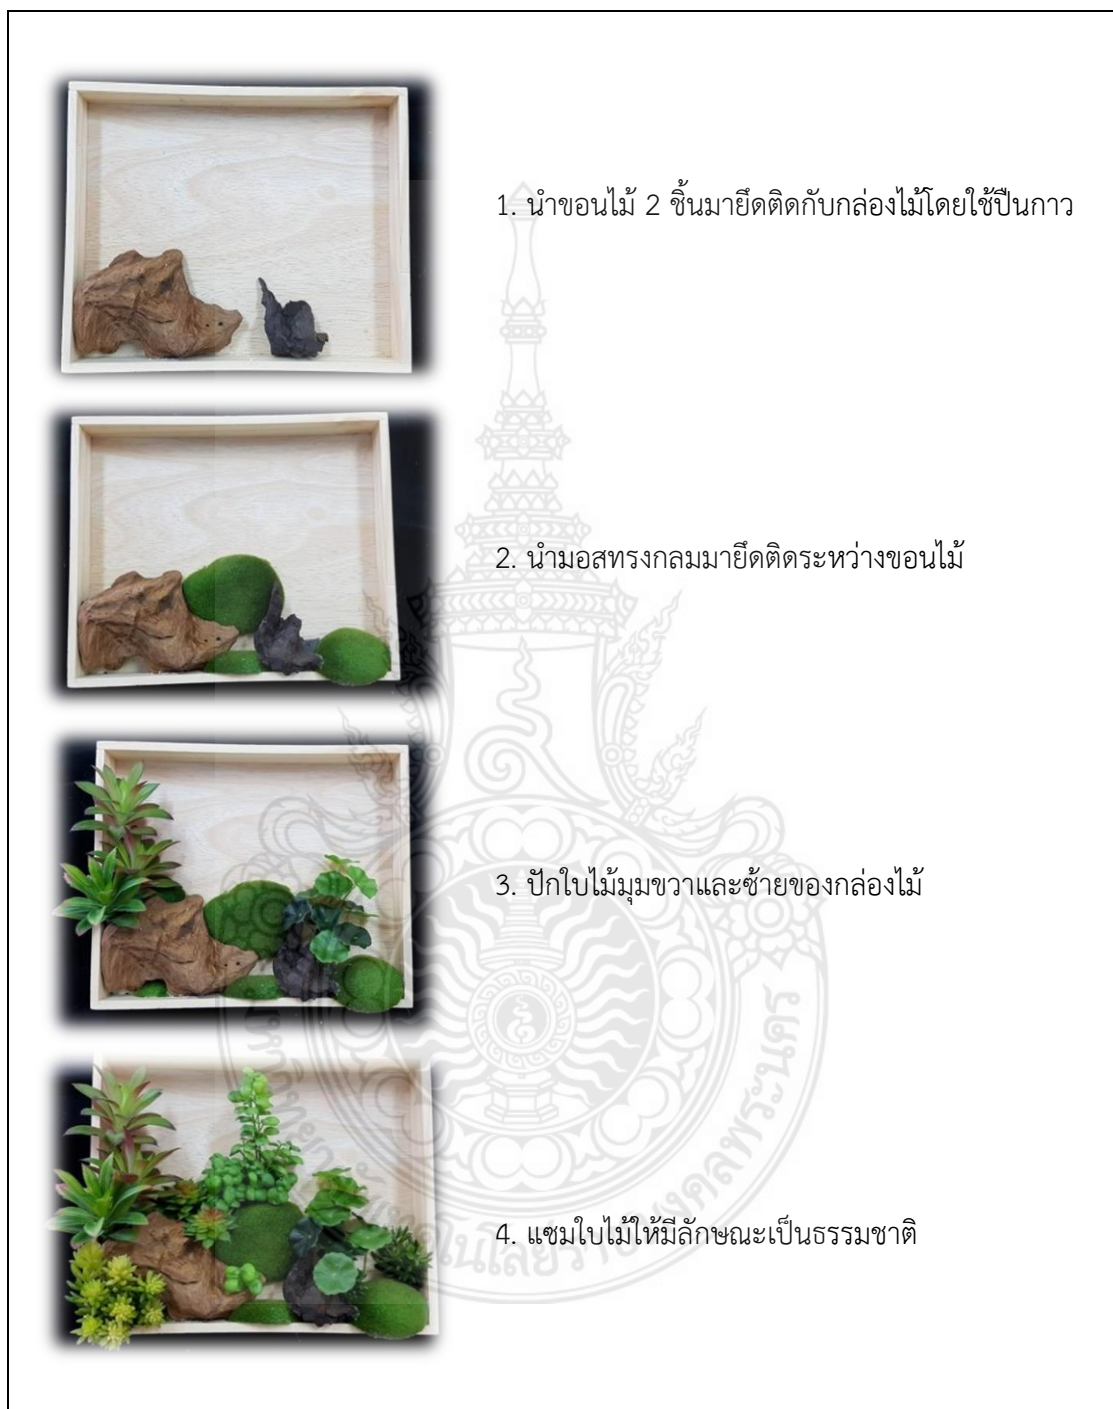 1. นำขอนไม้ 2 ชิ้นมายึดติดกับกล่องไม้โดยใช้ปืนกาว
2. นำมอสทรงกลมมายึดติดระหว่างขอนไม้
3. ปักใบไม้มุมขวาและซ้ายของกล่องไม้
4. แซมใบไม้ให้มีลักษณะเป็นธรรมชาติ